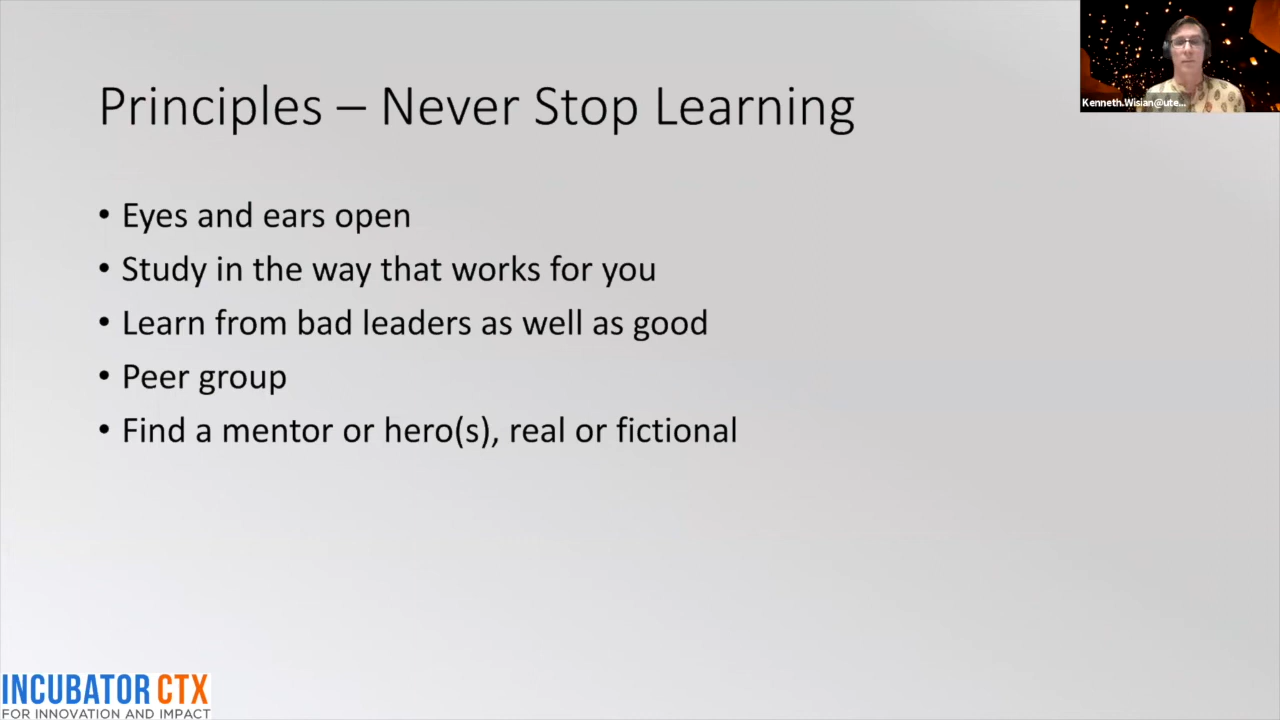 Principles – Never Stop Learning
Kenneth.Wisian@ute...
• Eyes and ears open
• Study in the way that works for you
• Learn from bad leaders as well as good
• Peer group
• Find a mentor or hero(s), real or fictional
INCUBATOR CTX
FOR INNOVATION AND IMPACT